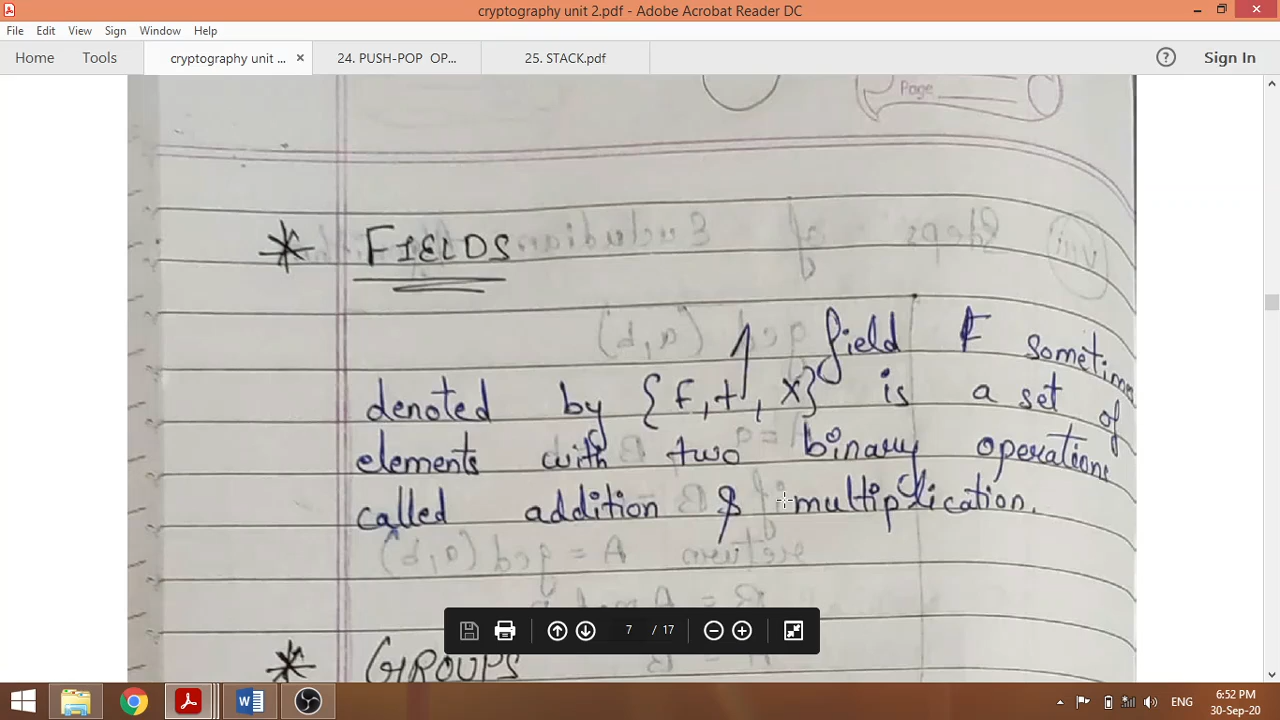 cryptography unit 2.pdf - Adobe Acrobat Reader DC
File Edit View Sign Window Help
Home Tools cryptography unit ... × 24. PUSH-POP OP... 25. STACK.pdf ? Sign In
Page
* FIELDS
A field F sometimes
denoted by {F, +, X} is a set of
elements with two binary operations
called addition & multiplication.
7 / 17
* GROUPS
W
ENG
6:52 PM
30-Sep-20